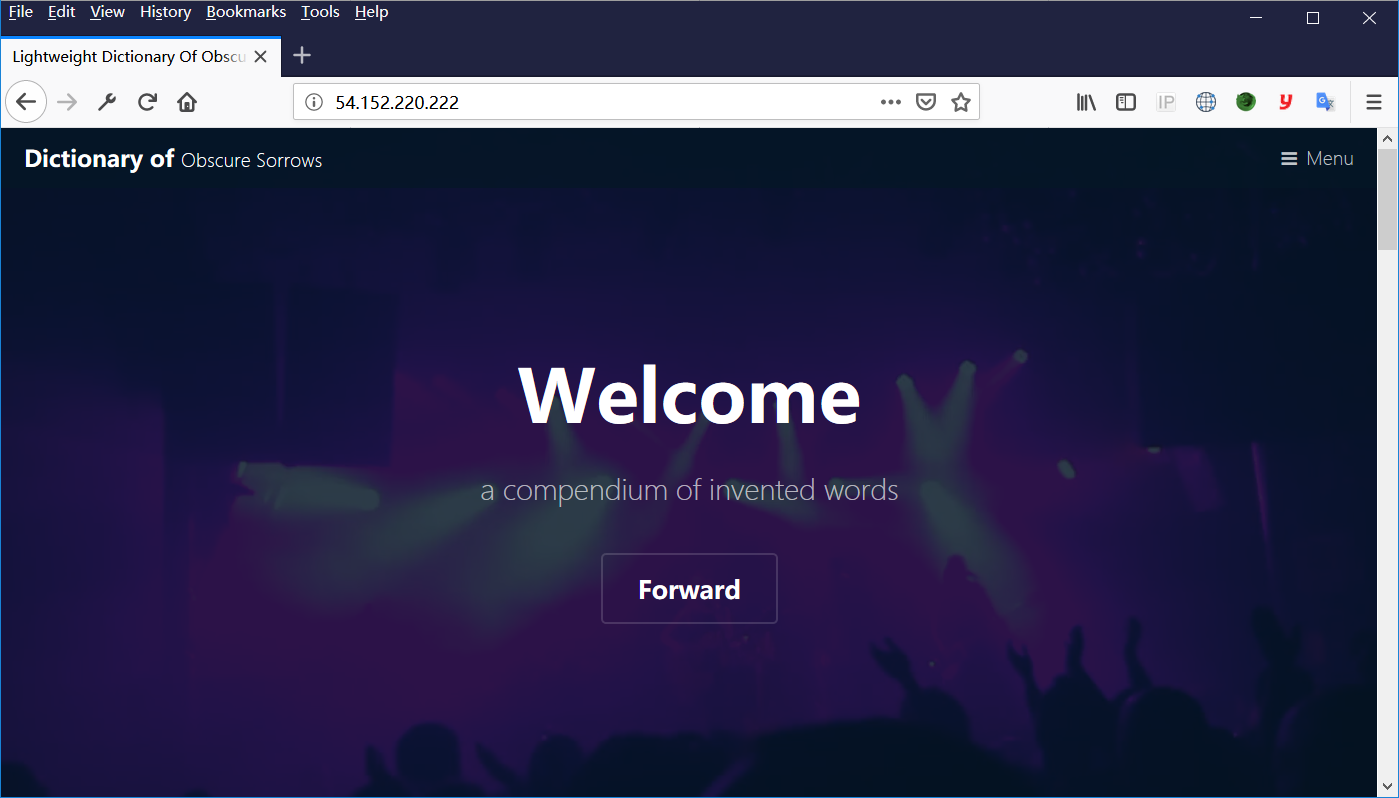 File Edit View History Bookmarks Tools Help
Lightweight Dictionary Of Obscu
54.152.220.222
IP
Dictionary of Obscure Sorrows
Menu
Welcome
a compendium of invented words
Forward